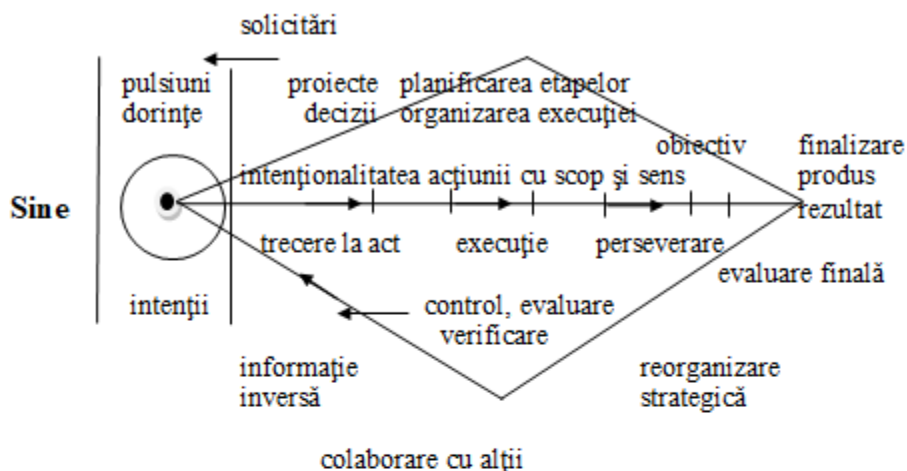 solicitări
pulsiuni
dorinţe
proiecte
decizii
planificarea etapelor
organizarea execuţiei
obiectiv
finalizare
produs
rezultat
intenţionalitatea acţiunii cu scop şi sens
Sine
trecere la act
execuţie
perseverare
evaluare finală
intenţii
control, evaluare
verificare
informaţie
inversă
reorganizare
strategică
colaborare cu alţii